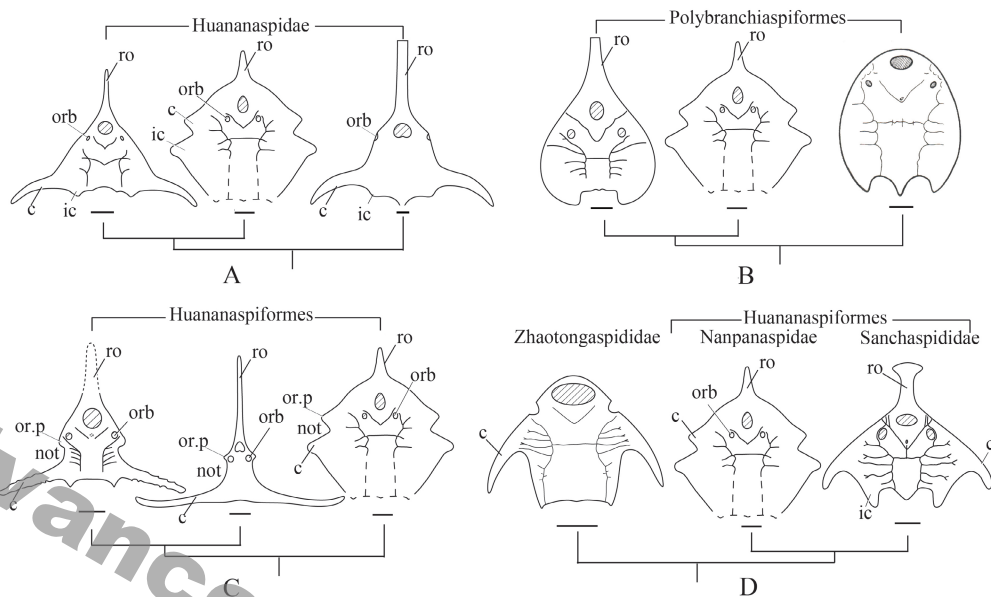 Huananaspidae
ro
ro
ro
orb
c
orb
ic
orb
c
ic
c
ic
A
Polybranchiaspiformes
ro
ro
B
Huananaspiformes
ro
ro
ro
orb
or.p
not
orb
or.p
not
orb
or.p
not
c
c
c
C
Huananaspiformes
Zhaotongaspididae Nanpanaspidae Sanchaspididae
ro
ro
orb
c
c
c
ic
D
vance